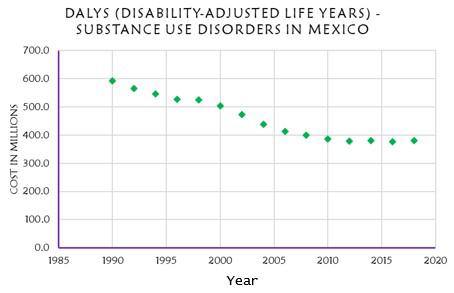 DALYS (DISABILITY-ADJUSTED LIFE YEARS) -
SUBSTANCE USE DISORDERS IN MEXICO
COST IN MILLIONS
700.0
600.0
500.0
400.0
300.0
200.0
100.0
0.0
1985 1990 1995 2000 2005 2010 2015 2020
Year